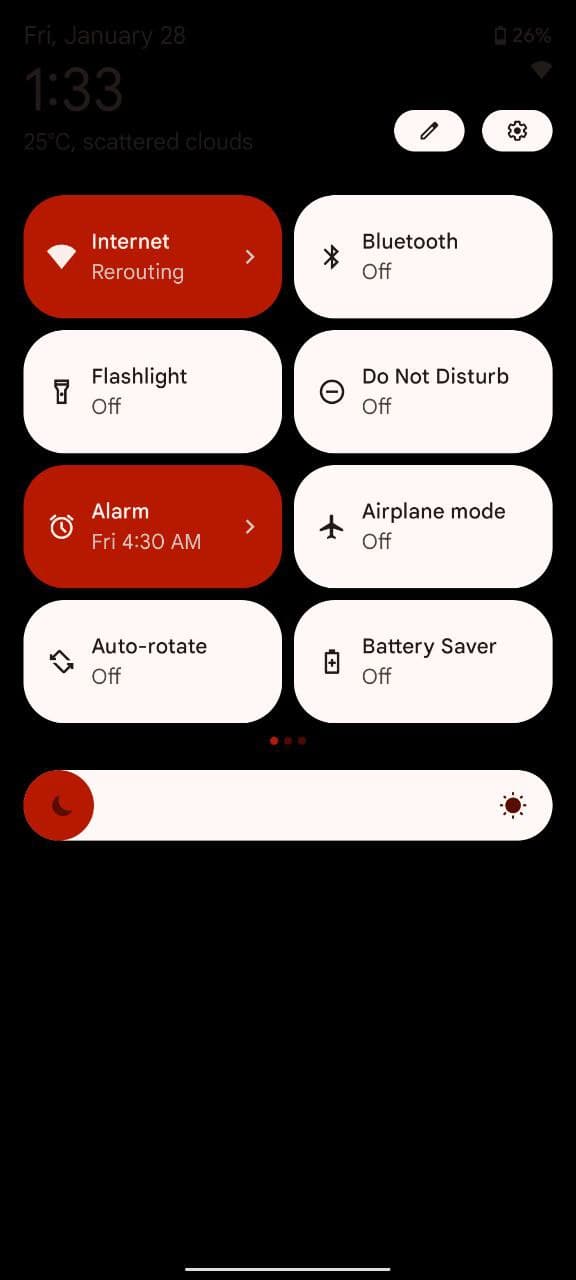 Fri, January 28
26%
1:33
25°C, scattered clouds
Internet
Rerouting
Bluetooth
Off
Flashlight
Off
Do Not Disturb
Off
Alarm
Fri 4:30 AM
Airplane mode
Off
Auto-rotate
Off
Battery Saver
Off